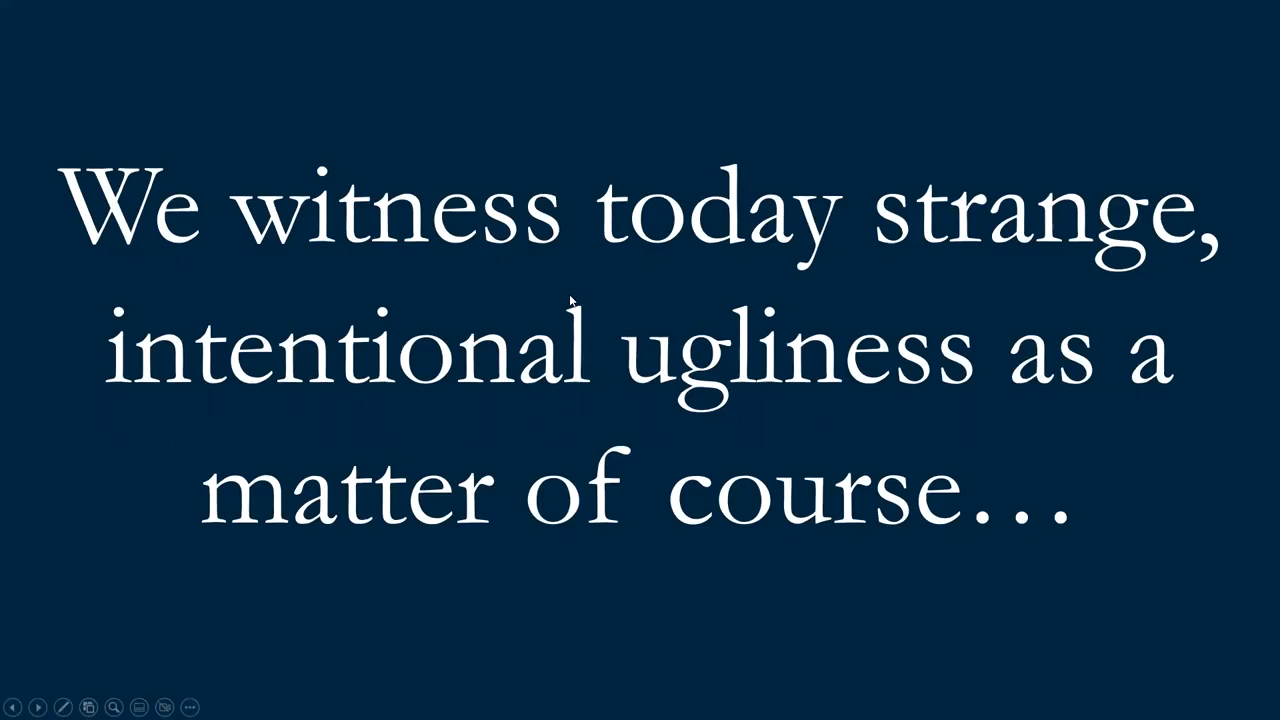 We witness today strange,
intentional ugliness as a
matter of course...